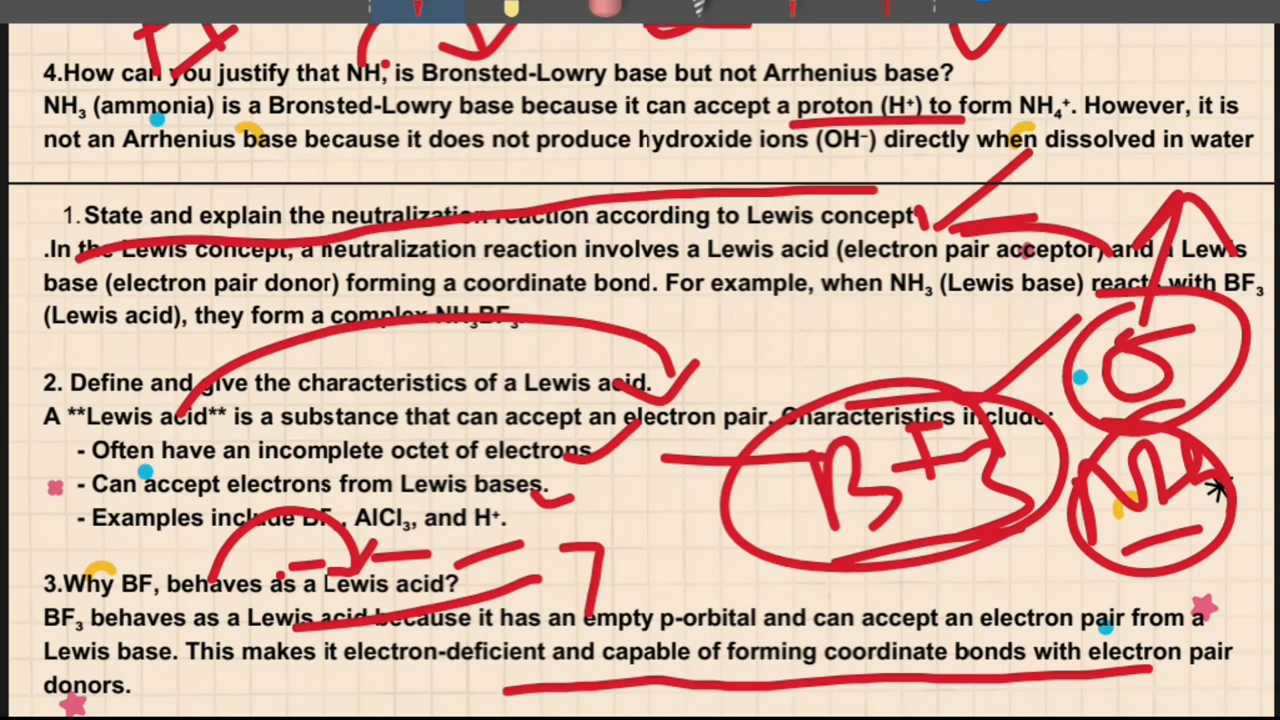 4.How can you justify that NH, is Bronsted-Lowry base but not Arrhenius base?
NH₃ (ammonia) is a Bronsted-Lowry base because it can accept a proton (H⁺) to form NH₄⁺. However, it is
not an Arrhenius base because it does not produce hydroxide ions (OH⁻) directly when dissolved in water
1. State and explain the neutralization reaction according to Lewis concept
.In the Lewis concept, a neutralization reaction involves a Lewis acid (electron pair acceptor) and a Lewis
base (electron pair donor) forming a coordinate bond. For example, when NH₃ (Lewis base) reacts with BF₃
(Lewis acid), they form a complex NH₃BF₃.
2. Define and give the characteristics of a Lewis acid.
A **Lewis acid** is a substance that can accept an electron pair. Characteristics include:
- Often have an incomplete octet of electrons
- Can accept electrons from Lewis bases.
- Examples include BF₃, AlCl₃, and H⁺.
BF3
3.Why BF, behaves as a Lewis acid?
BF₃ behaves as a Lewis acid because it has an empty p-orbital and can accept an electron pair from a
Lewis base. This makes it electron-deficient and capable of forming coordinate bonds with electron pair
donors.